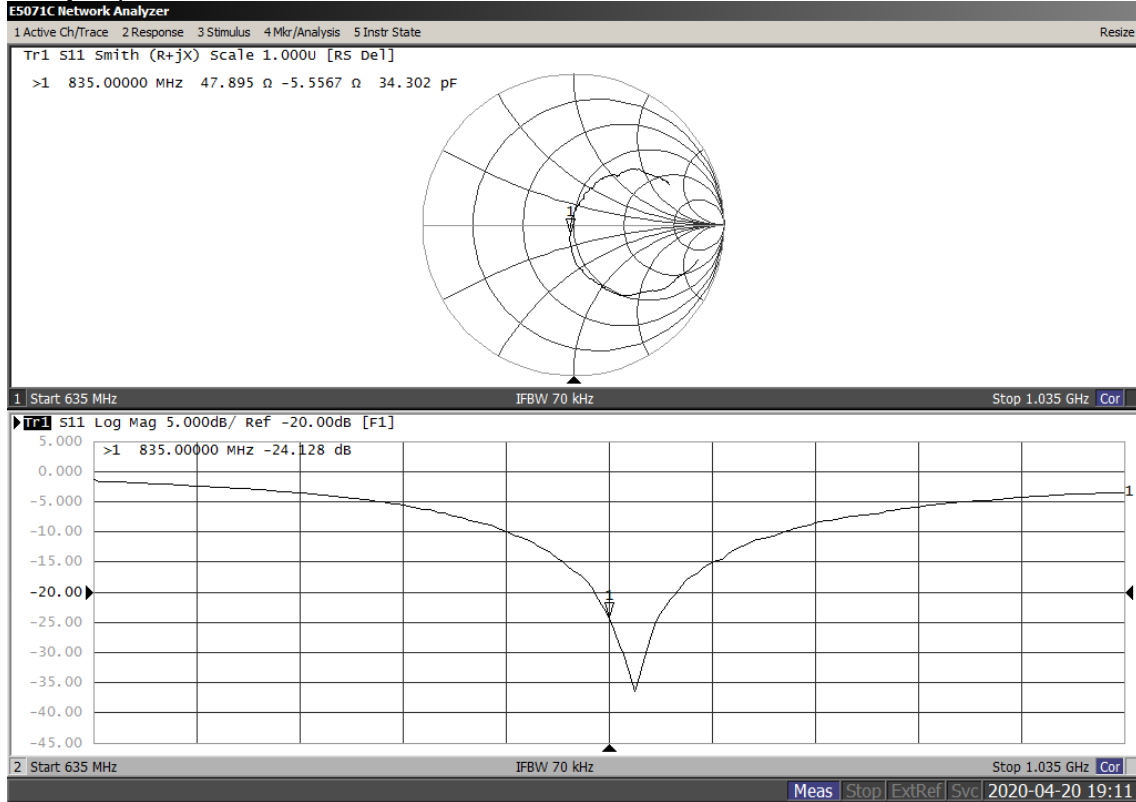 E5071C Network Analyzer
1 Active Ch/Trace 2 Response 3 Stimulus 4 Mkr/Analysis 5 Instr State Resize
Tr1 S11 Smith (R+jX) Scale 1.000U [RS Del]
>1 835.00000 MHz 47.895 Ω -5.5567 Ω 34.302 pF
1
1 Start 635 MHz IFBW 70 kHz Stop 1.035 GHz Cor
Tr1 S11 Log Mag 5.000dB/ Ref -20.00dB [F1]
5.000
>1 835.00000 MHz -24.128 dB
0.000
-5.000
1
-10.00
-15.00
-20.00
1
-25.00
-30.00
-35.00
-40.00
-45.00
2 Start 635 MHz IFBW 70 kHz Stop 1.035 GHz Cor
Meas Stop ExtRef Svc 2020-04-20 19:11